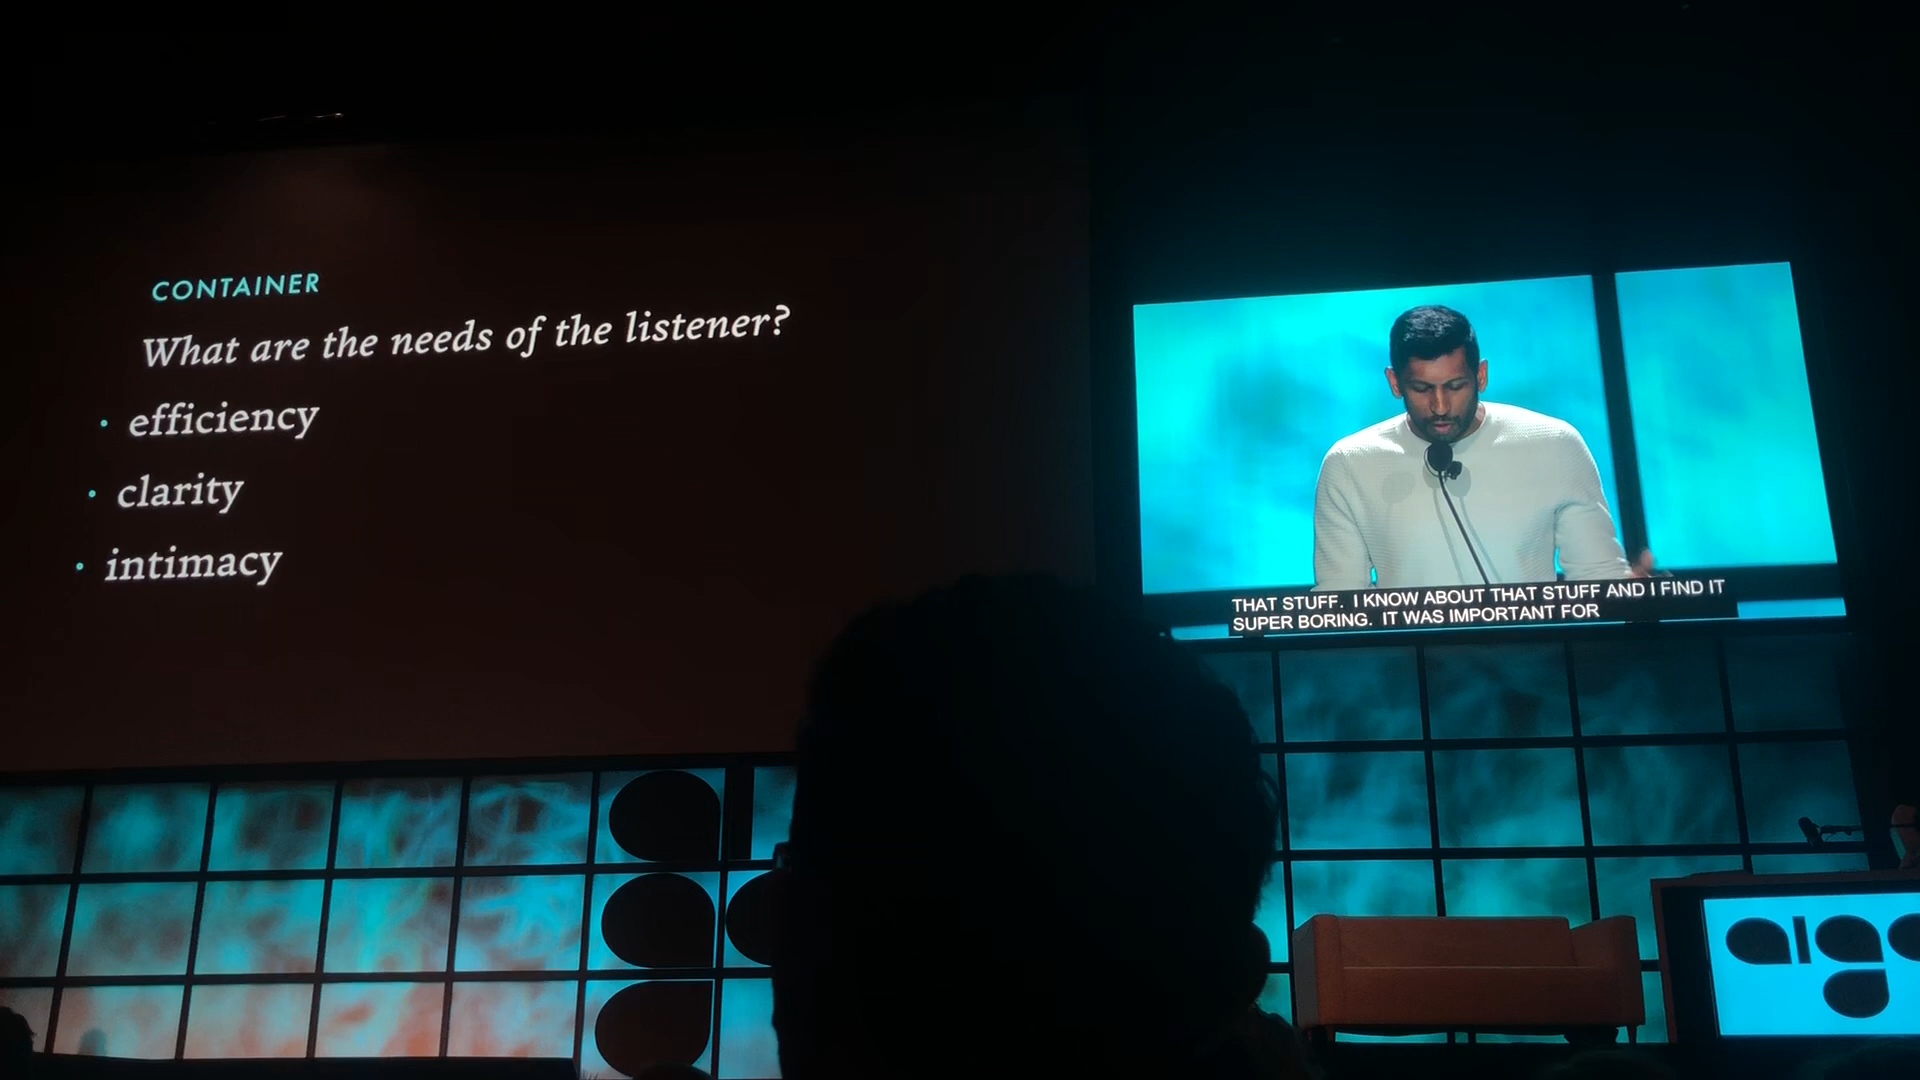 CONTAINER
What are the needs of the listener?
• efficiency
• clarity
• intimacy
THAT STUFF. I KNOW ABOUT THAT STUFF AND I FIND IT
SUPER BORING. IT WAS IMPORTANT FOR
aiga